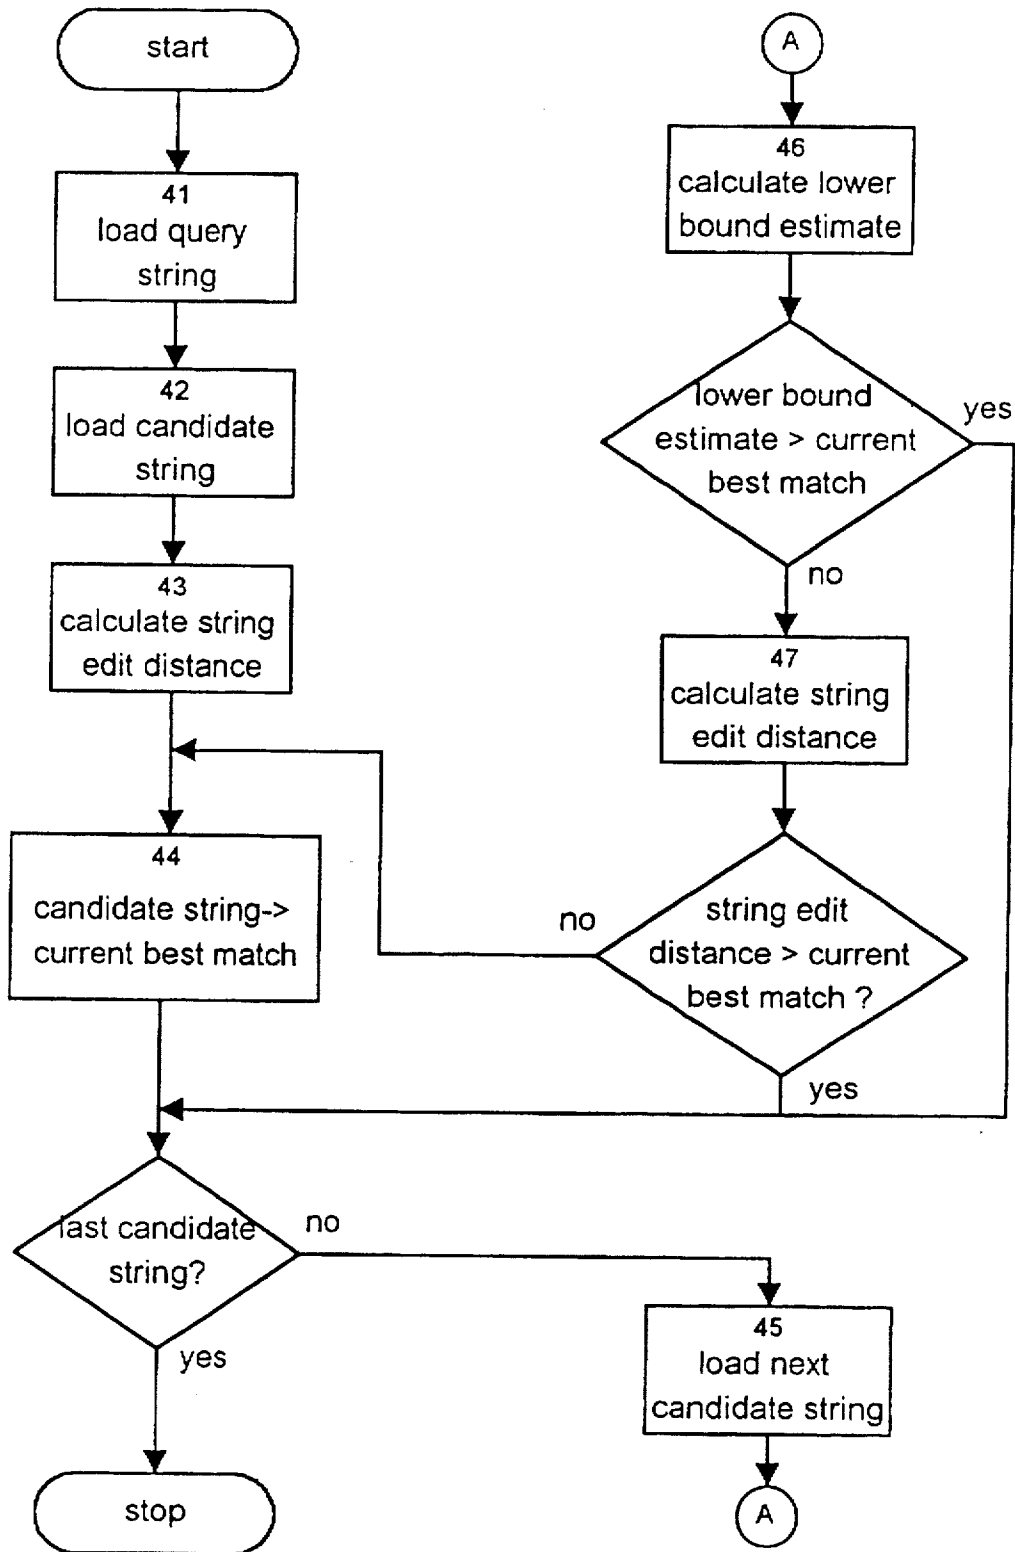 start
41
load query
string
42
load candidate
string
43
calculate string
edit distance
44
candidate string->
current best match
last candidate
string?
no
yes
stop
A
46
calculate lower
bound estimate
lower bound
estimate > current
best match
yes
no
47
calculate string
edit distance
string edit
distance > current
best match ?
no
yes
45
load next
candidate string
A